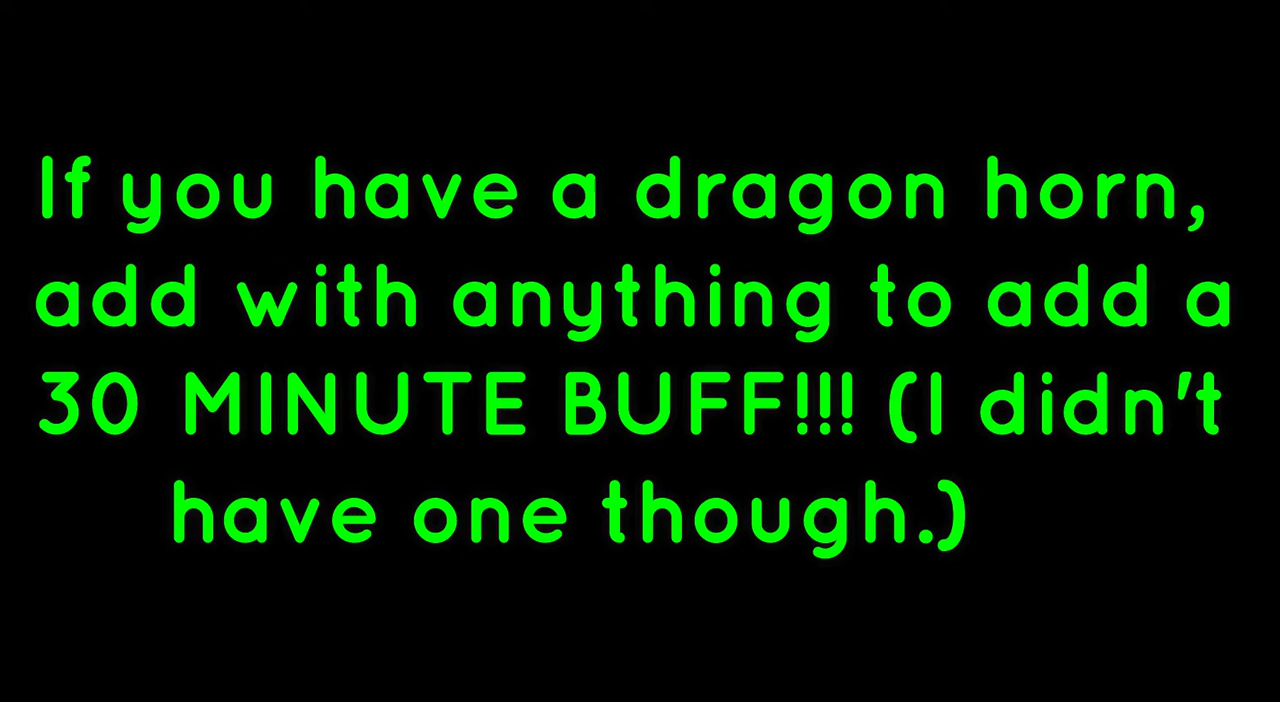 If you have a dragon horn,
add with anything to add a
30 MINUTE BUFF!!! (I didn't
have one though.)